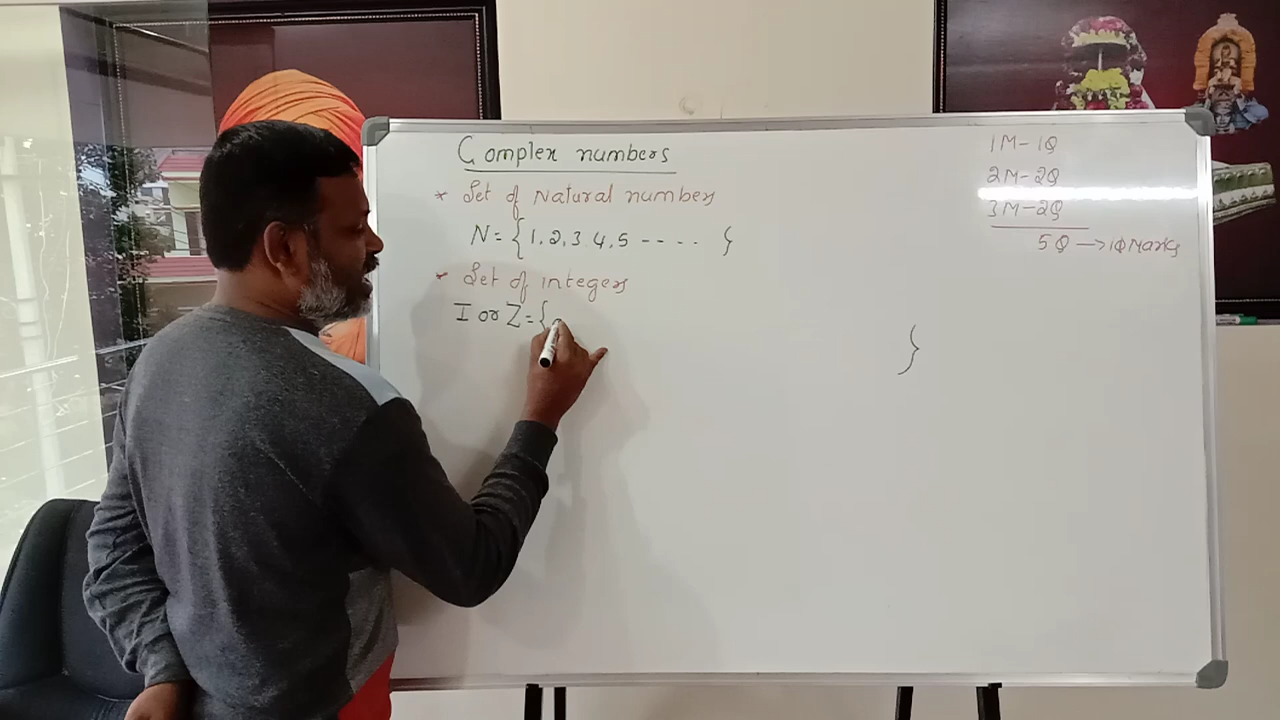 Complex numbers
* Set of Natural numbers
N = { 1, 2, 3 4, 5 - - - - }
* Set of integers
I or Z = { }
1M - 1Q
2M - 2Q
3M - 2Q
5Q → Marks